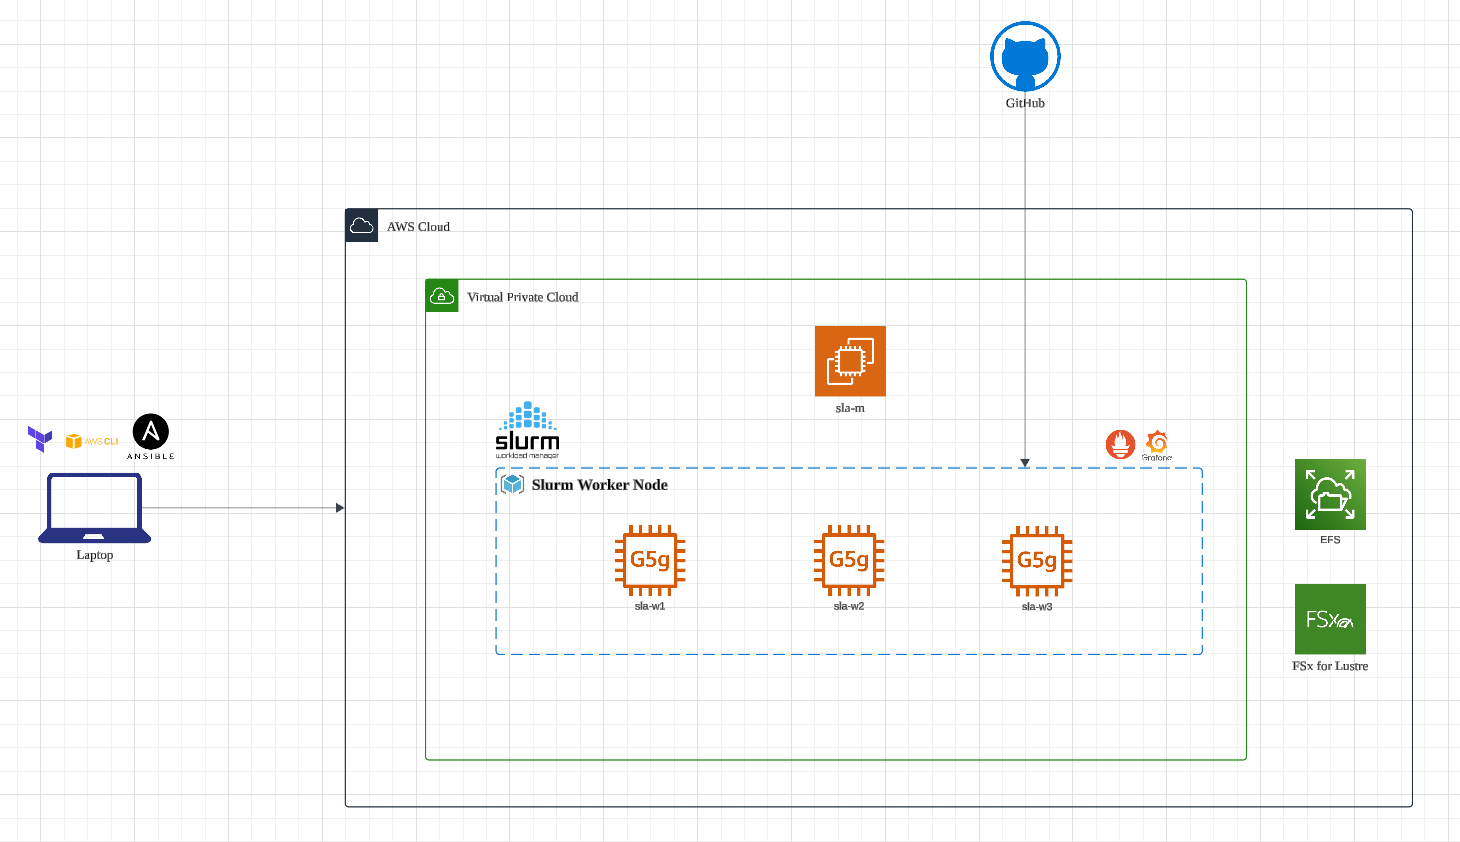 GitHub
AWS Cloud
Virtual Private Cloud
sla-m
slurm
workload manager
Grafana
AWS CLI
ANSIBLE
Slurm Worker Node
Laptop
G5g
G5g
G5g
sla-w1
sla-w2
sla-w3
EFS
FSx
FSx for Lustre